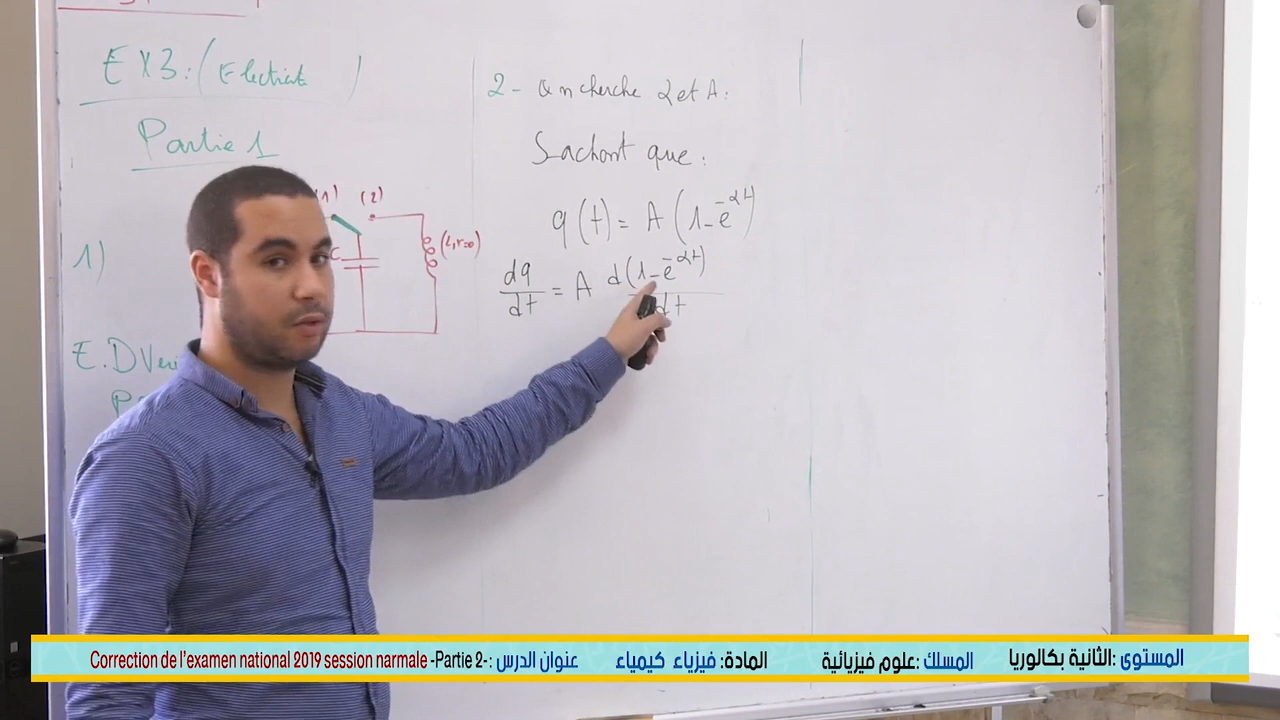 EX3: (Electricité )
Partie 1
(1) (2)
1)
C
(L, r=0)
E.D Veri
2 - On cherche α et A :
Sachant que :
q(t) = A (1 - e^-αt)
dq/dt = A d(1 - e^-αt)/dt
Correction de l'examen national 2019 session narmale -Partie 2- : عنوان الدرس
المادة: فيزياء كيمياء
المسلك :علوم فيزيائية
المستوى :الثانية بكالوريا